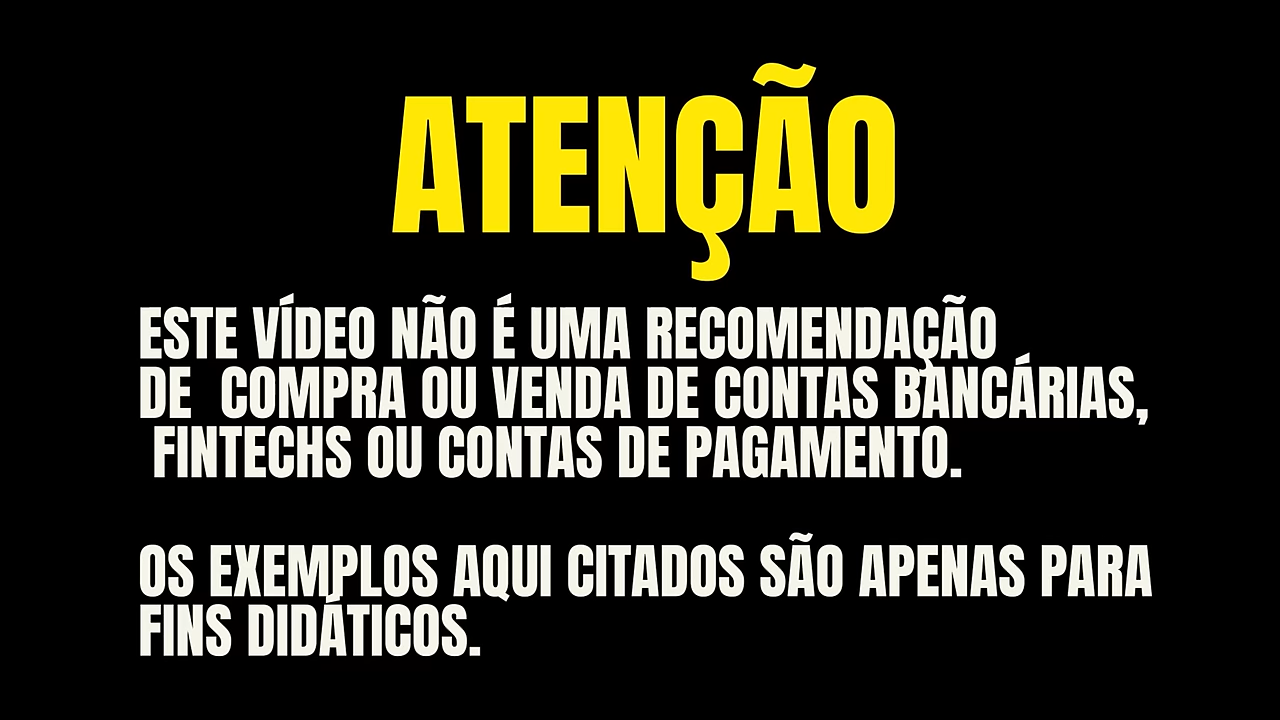 ATENÇÃO
ESTE VÍDEO NÃO É UMA RECOMENDAÇÃO
DE COMPRA OU VENDA DE CONTAS BANCÁRIAS,
FINTECHS OU CONTAS DE PAGAMENTO.
OS EXEMPLOS AQUI CITADOS SÃO APENAS PARA
FINS DIDÁTICOS.